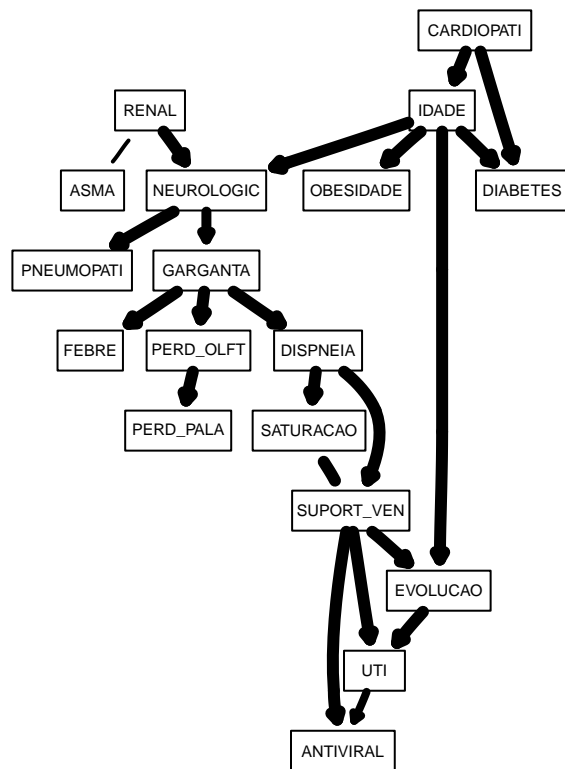 CARDIOPATI
RENAL
IDADE
ASMA
NEUROLOGIC
OBESIDADE
DIABETES
PNEUMOPATI
GARGANTA
FEBRE
PERD_OLFT
DISPNEIA
PERD_PALA
SATURACAO
SUPORT_VEN
EVOLUCAO
UTI
ANTIVIRAL